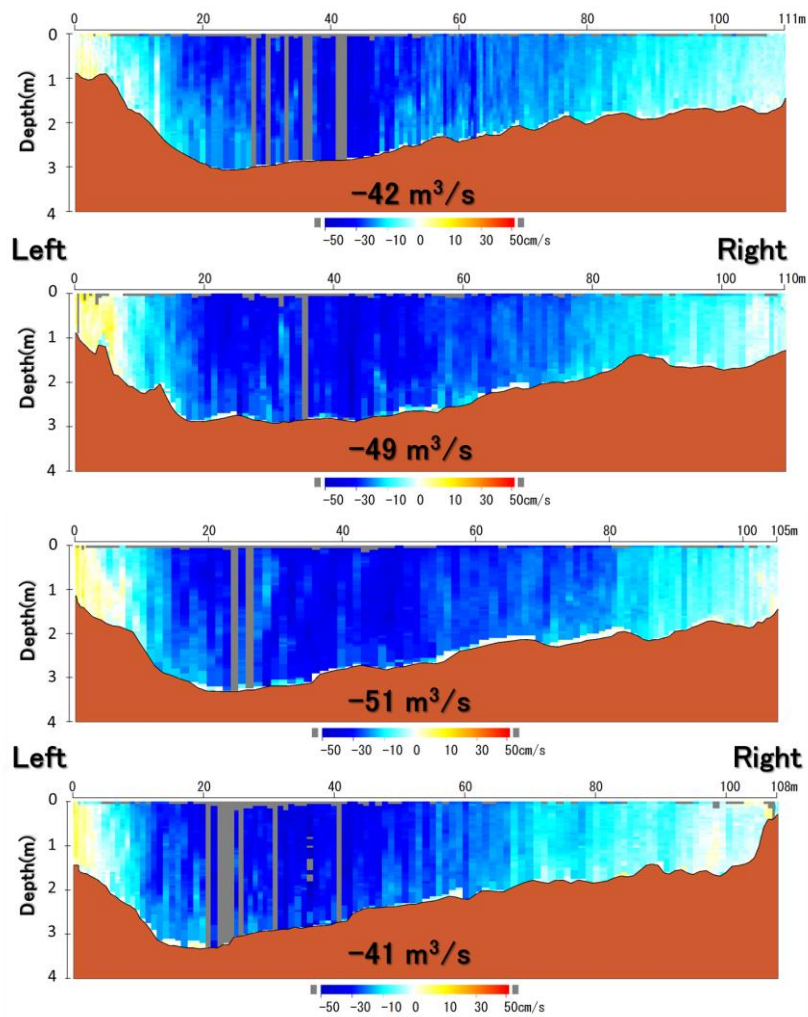 0 20 40 60 80 100 111m
0
1
2
3
4
Depth(m)
−42 m³/s
−50 −30 −10 0 10 30 50cm/s
Left Right
0 20 40 60 80 100 110m
0
1
2
3
4
Depth(m)
−49 m³/s
−50 −30 −10 0 10 30 50cm/s
0 20 40 60 80 100 105m
0
1
2
3
4
Depth(m)
−51 m³/s
−50 −30 −10 0 10 30 50cm/s
Left Right
0 20 40 60 80 100 108m
0
1
2
3
4
Depth(m)
−41 m³/s
−50 −30 −10 0 10 30 50cm/s